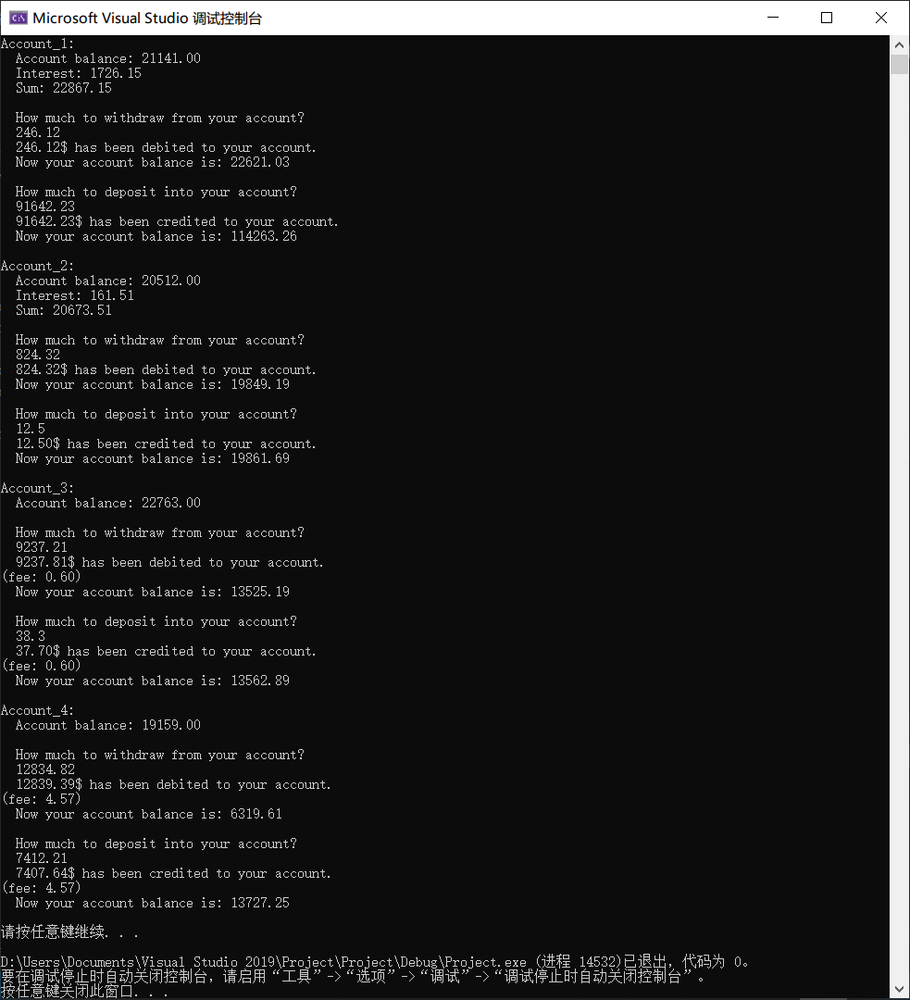 Microsoft Visual Studio 调试控制台
Account_1:
  Account balance: 21141.00
  Interest: 1726.15
  Sum: 22867.15

  How much to withdraw from your account?
  246.12
  246.12$ has been debited to your account.
  Now your account balance is: 22621.03

  How much to deposit into your account?
  91642.23
  91642.23$ has been credited to your account.
  Now your account balance is: 114263.26

Account_2:
  Account balance: 20512.00
  Interest: 161.51
  Sum: 20673.51

  How much to withdraw from your account?
  824.32
  824.32$ has been debited to your account.
  Now your account balance is: 19849.19

  How much to deposit into your account?
  12.5
  12.50$ has been credited to your account.
  Now your account balance is: 19861.69

Account_3:
  Account balance: 22763.00

  How much to withdraw from your account?
  9237.21
  9237.81$ has been debited to your account.
(fee: 0.60)
  Now your account balance is: 13525.19

  How much to deposit into your account?
  38.3
  37.70$ has been credited to your account.
(fee: 0.60)
  Now your account balance is: 13562.89

Account_4:
  Account balance: 19159.00

  How much to withdraw from your account?
  12834.82
  12839.39$ has been debited to your account.
(fee: 4.57)
  Now your account balance is: 6319.61

  How much to deposit into your account?
  7412.21
  7407.64$ has been credited to your account.
(fee: 4.57)
  Now your account balance is: 13727.25

请按任意键继续. . .

D:\Users\Documents\Visual Studio 2019\Project\Project\Debug\Project.exe (进程 14532)已退出，代码为 0。
要在调试停止时自动关闭控制台，请启用“工具”->“选项”->“调试”->“调试停止时自动关闭控制台”。
按任意键关闭此窗口. . .